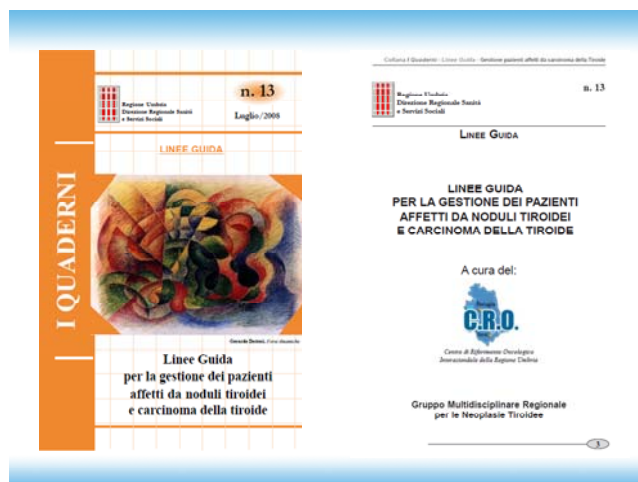 n. 13
Regione Umbria
Direzione Regionale Sanità
e Servizi Sociali
Luglio/2008
LINEE GUIDA
I QUADERNI
Gerardo Dottori,
Linee Guida
per la gestione dei pazienti
affetti da noduli tiroidei
e carcinoma della tiroide
Collana I Quaderni - Linee Guida - Gestione pazienti affetti da carcinoma della Tiroide
n. 13
Regione Umbria
Direzione Regionale Sanità
e Servizi Sociali
LINEE GUIDA
LINEE GUIDA
PER LA GESTIONE DEI PAZIENTI
AFFETTI DA NODULI TIROIDEI
E CARCINOMA DELLA TIROIDE
A cura del:
Perugia
C.R.O.
Centro di Riferimento Oncologico
Interaziendale della Regione Umbria
Gruppo Multidisciplinare Regionale
per le Neoplasie Tiroidee
3